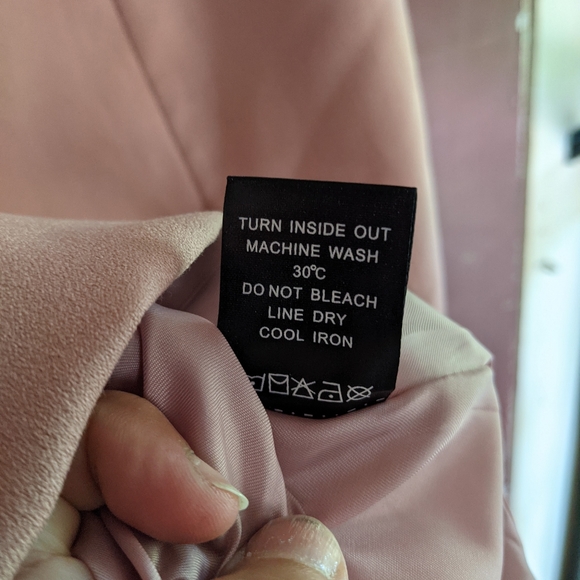 TURN INSIDE OUT
MACHINE WASH
30°C
DO NOT BLEACH
LINE DRY
COOL IRON